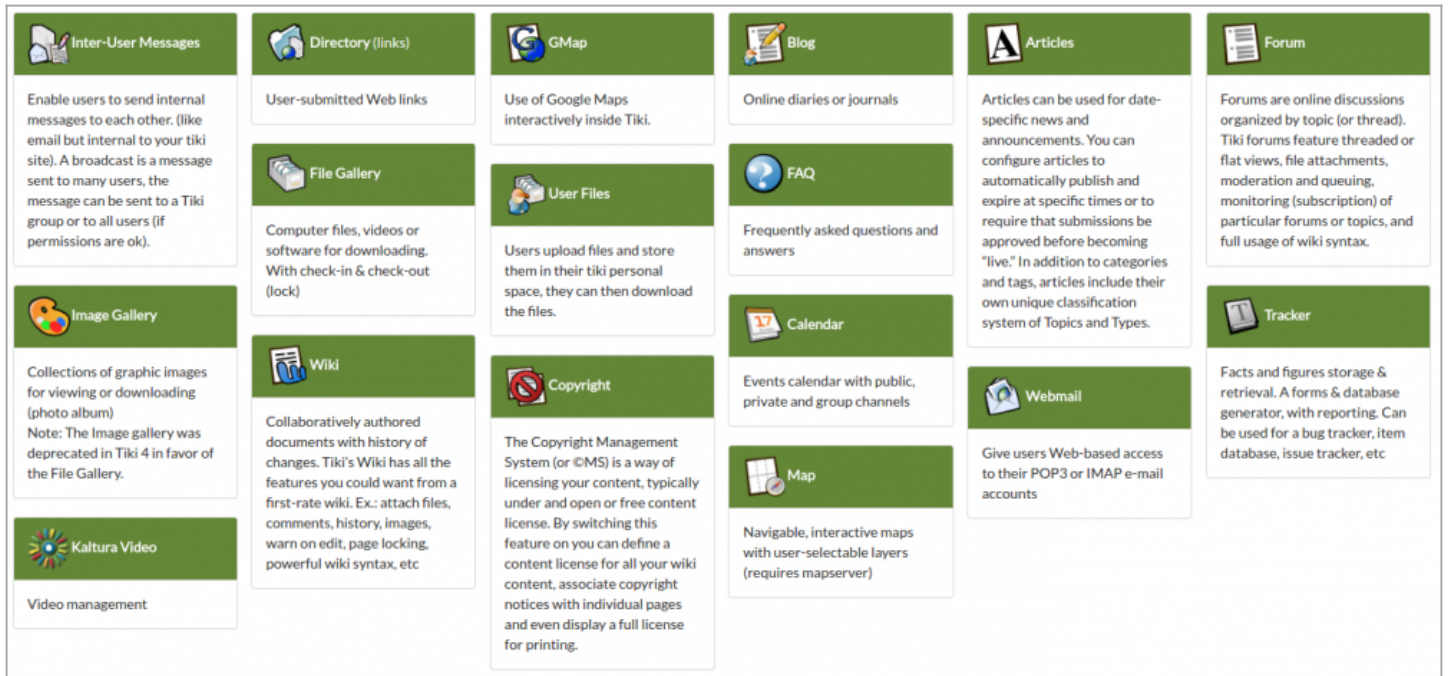 Inter-User Messages
Enable users to send internal
messages to each other. (like
email but internal to your tiki
site). A broadcast is a message
sent to many users, the
message can be sent to a Tiki
group or to all users (if
permissions are ok).
Image Gallery
Collections of graphic images
for viewing or downloading
(photo album)
Note: The Image gallery was
deprecated in Tiki 4 in favor of
the File Gallery.
Kaltura Video
Video management
Directory (links)
User-submitted Web links
File Gallery
Computer files, videos or
software for downloading.
With check-in & check-out
(lock)
Wiki
Collaboratively authored
documents with history of
changes. Tiki's Wiki has all the
features you could want from a
first-rate wiki. Ex.: attach files,
comments, history, images,
warn on edit, page locking,
powerful wiki syntax, etc
GMap
Use of Google Maps
interactively inside Tiki.
User Files
Users upload files and store
them in their tiki personal
space, they can then download
the files.
Copyright
The Copyright Management
System (or ©MS) is a way of
licensing your content, typically
under and open or free content
license. By switching this
feature on you can define a
content license for all your wiki
content, associate copyright
notices with individual pages
and even display a full license
for printing.
Blog
Online diaries or journals
?
FAQ
Frequently asked questions and
answers
17
Calendar
Events calendar with public,
private and group channels
Map
Navigable, interactive maps
with user-selectable layers
(requires mapserver)
A
Articles
Articles can be used for date-
specific news and
announcements. You can
configure articles to
automatically publish and
expire at specific times or to
require that submissions be
approved before becoming
“live.” In addition to categories
and tags, articles include their
own unique classification
system of Topics and Types.
Webmail
Give users Web-based access
to their POP3 or IMAP e-mail
accounts
Forum
Forums are online discussions
organized by topic (or thread).
Tiki forums feature threaded or
flat views, file attachments,
moderation and queuing,
monitoring (subscription) of
particular forums or topics, and
full usage of wiki syntax.
T
Tracker
Facts and figures storage &
retrieval. A forms & database
generator, with reporting. Can
be used for a bug tracker, item
database, issue tracker, etc